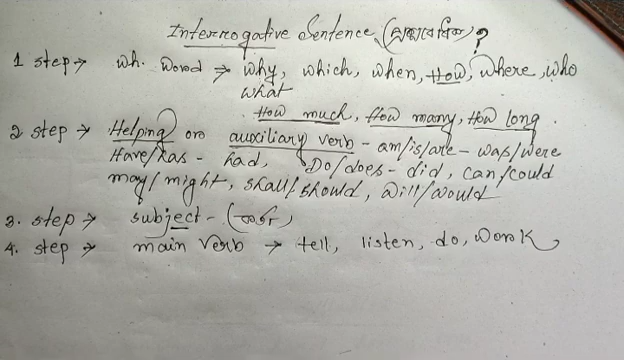 Interrogative Sentence (প্রশ্নবোধক)?
1 step → wh. word → why, which, when, How, where, who
what
How much, How many, How long.
2 step → Helping or auxiliary verb - am/is/are - was/were
Have/has - had, Do/does - did, can/could
may/might, shall/should, will/would
3. step → subject - (কর্তা)
4. step → main verb → tell, listen, do, work,